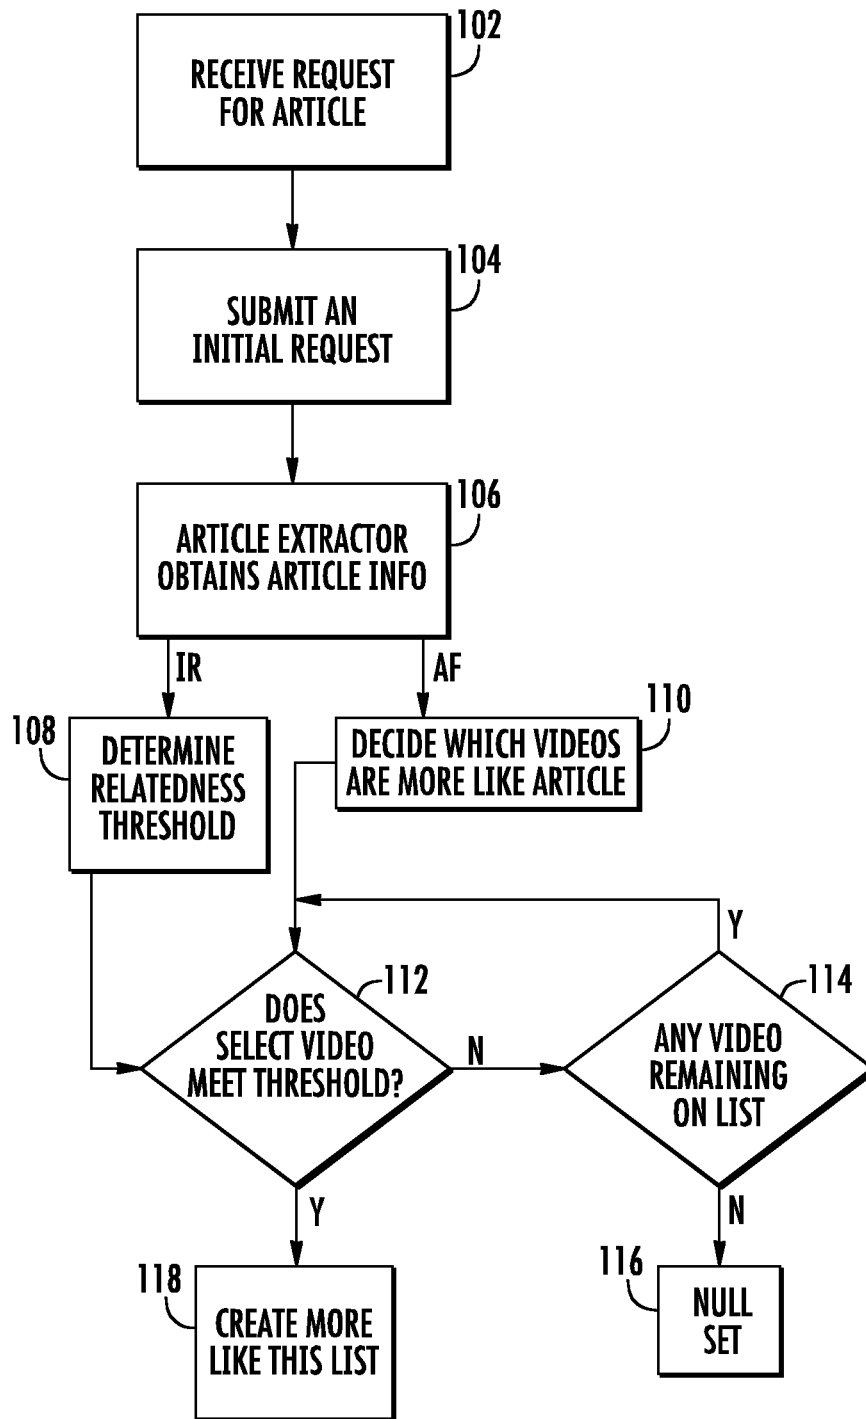 102
RECEIVE REQUEST
FOR ARTICLE
104
SUBMIT AN
INITIAL REQUEST
106
ARTICLE EXTRACTOR
OBTAINS ARTICLE INFO
IR
AF
108
DETERMINE
RELATEDNESS
THRESHOLD
110
DECIDE WHICH VIDEOS
ARE MORE LIKE ARTICLE
112
DOES
SELECT VIDEO
MEET THRESHOLD?
N
Y
114
ANY VIDEO
REMAINING
ON LIST
Y
N
118
CREATE MORE
LIKE THIS LIST
116
NULL
SET